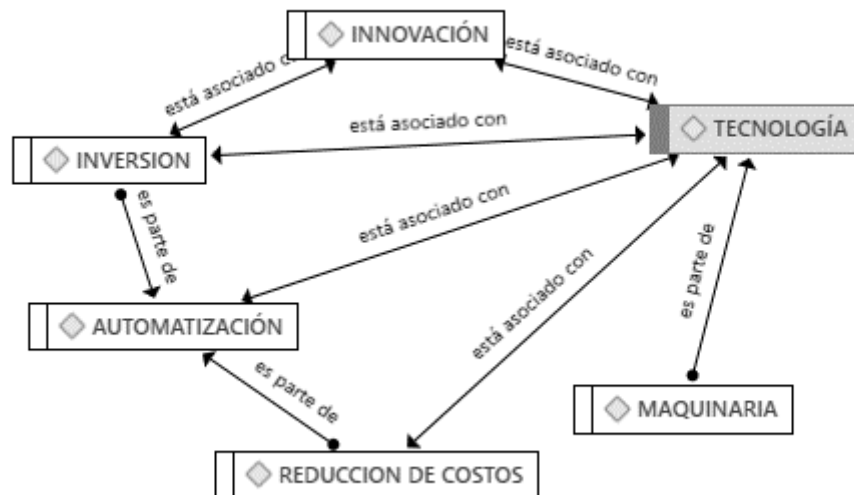 INNOVACIÓN
está asociado con
está asociado con
TECNOLOGÍA
está asociado con
INVERSION
es parte de
está asociado con
es parte de
está asociado con
AUTOMATIZACIÓN
es parte de
MAQUINARIA
REDUCCION DE COSTOS